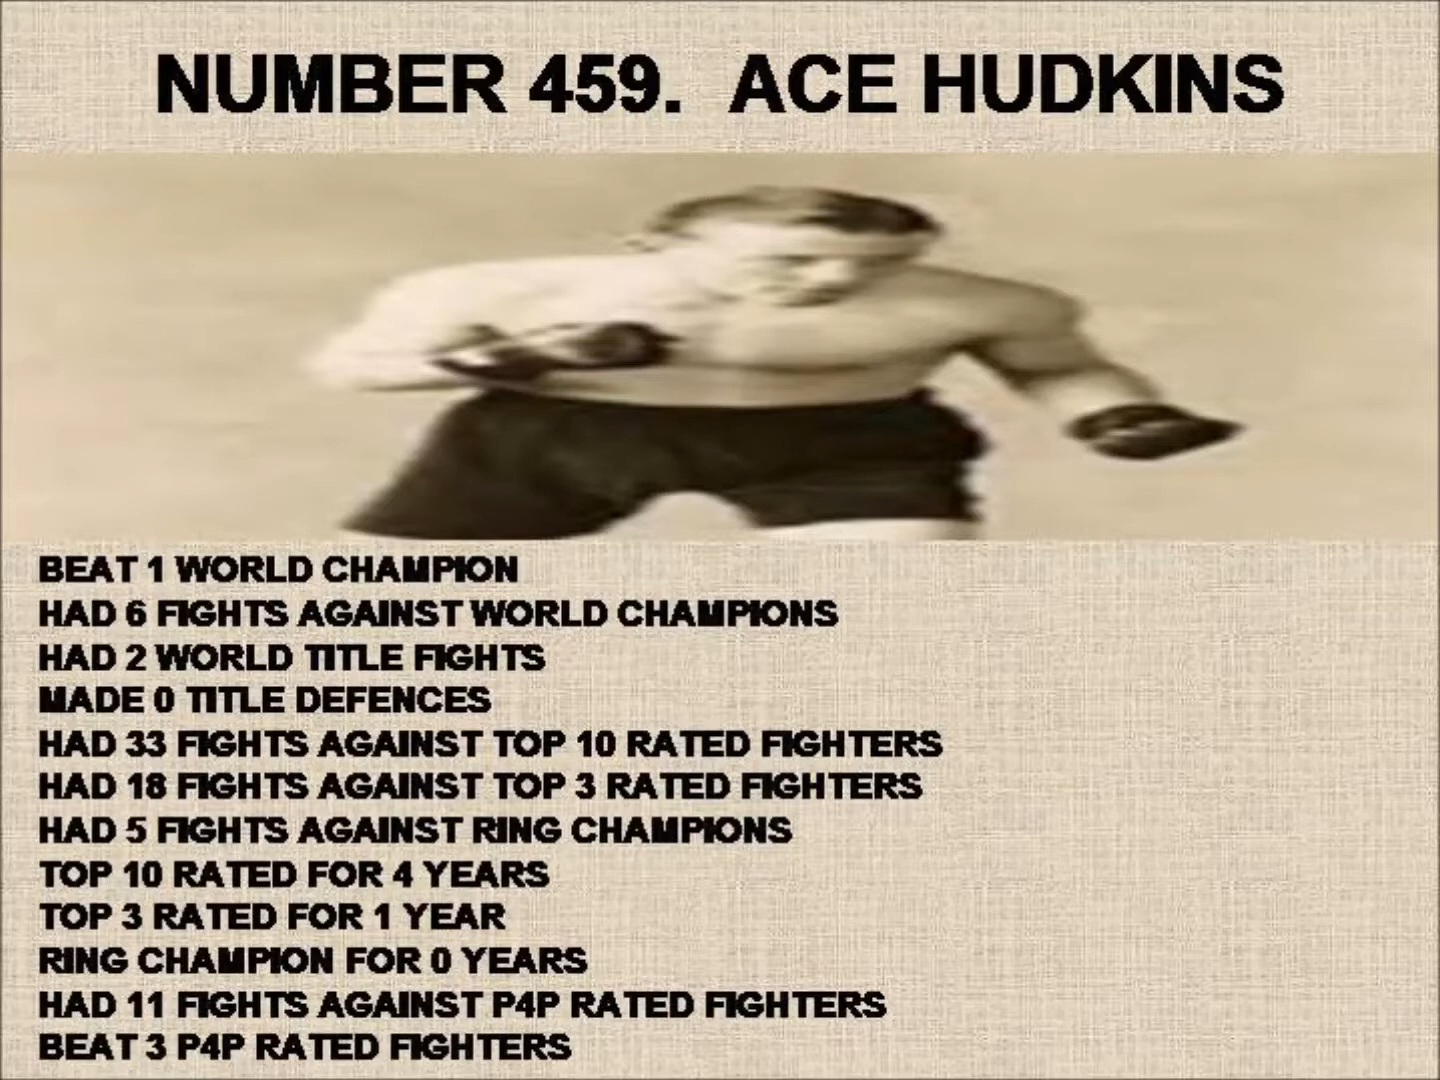 NUMBER 459. ACE HUDKINS
BEAT 1 WORLD CHAMPION
HAD 6 FIGHTS AGAINST WORLD CHAMPIONS
HAD 2 WORLD TITLE FIGHTS
MADE 0 TITLE DEFENCES
HAD 33 FIGHTS AGAINST TOP 10 RATED FIGHTERS
HAD 18 FIGHTS AGAINST TOP 3 RATED FIGHTERS
HAD 5 FIGHTS AGAINST RING CHAMPIONS
TOP 10 RATED FOR 4 YEARS
TOP 3 RATED FOR 1 YEAR
RING CHAMPION FOR 0 YEARS
HAD 11 FIGHTS AGAINST P4P RATED FIGHTERS
BEAT 3 P4P RATED FIGHTERS